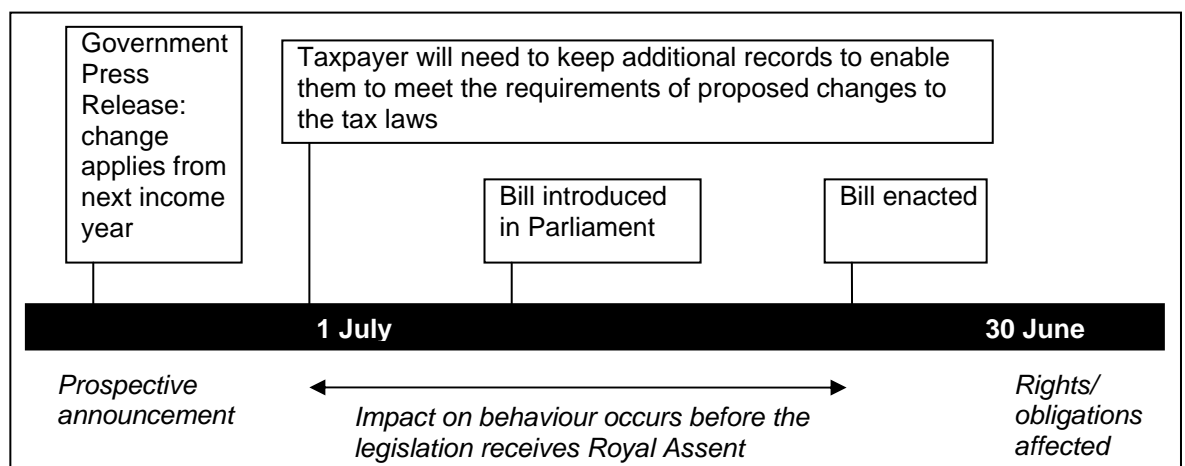 Government
Press
Release:
change
applies from
next income
year
Taxpayer will need to keep additional records to enable
them to meet the requirements of proposed changes to
the tax laws
Bill introduced
in Parliament
Bill enacted
1 July
30 June
Prospective
announcement
Impact on behaviour occurs before the
legislation receives Royal Assent
Rights/
obligations
affected